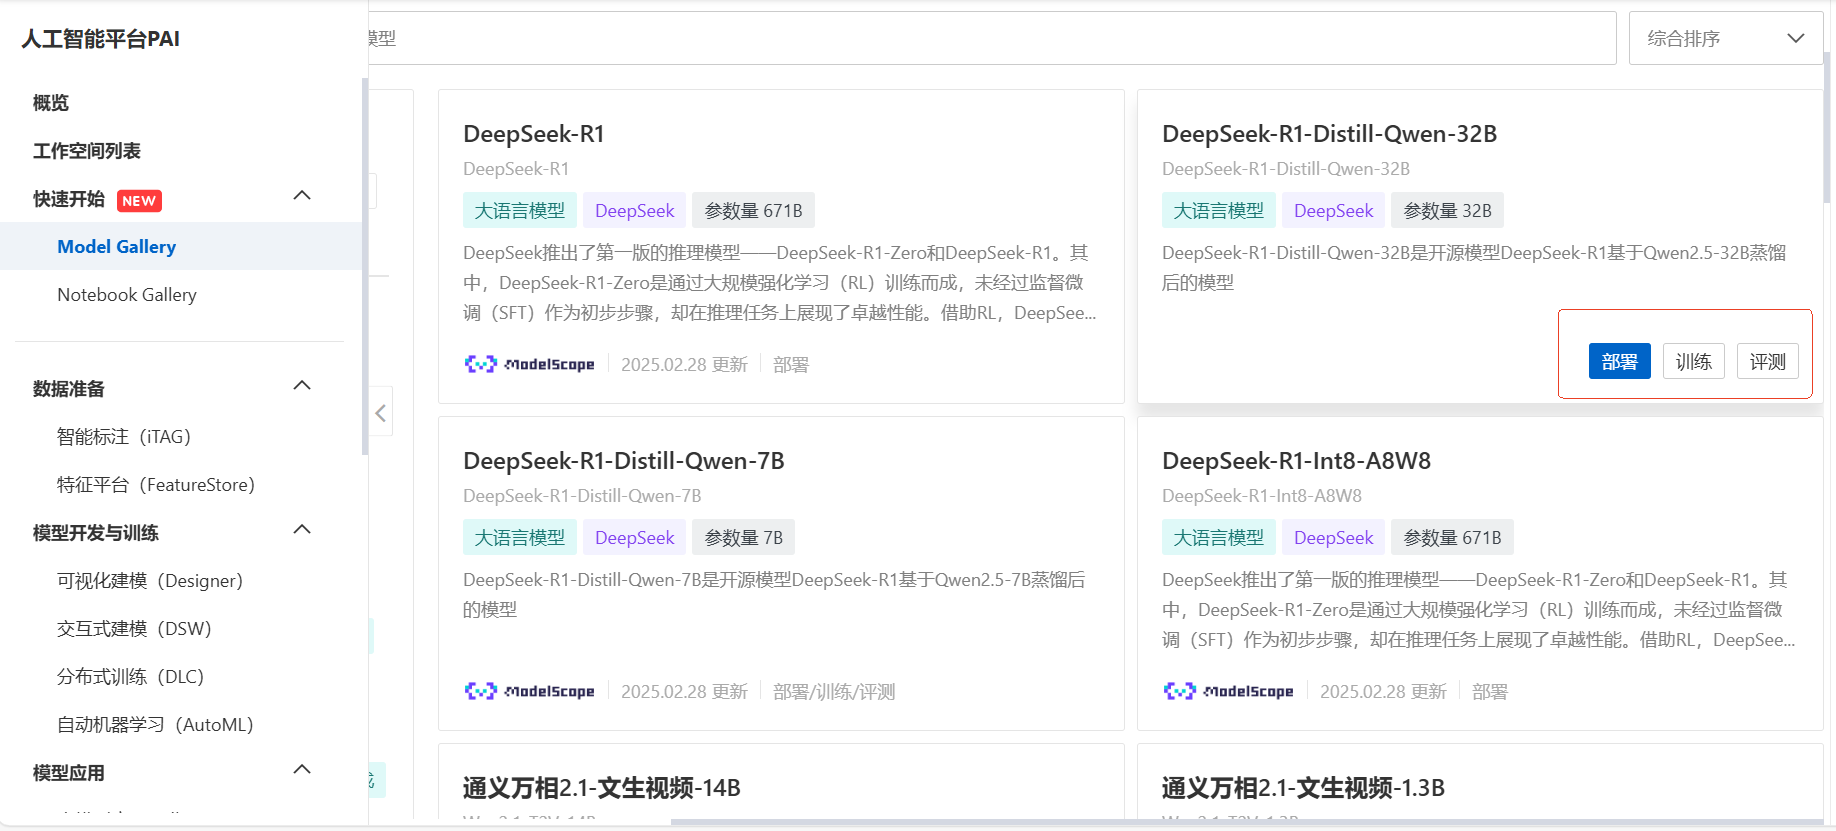 人工智能平台PAI
概览
工作空间列表
快速开始 NEW
Model Gallery
Notebook Gallery
数据准备
智能标注（iTAG）
特征平台（FeatureStore）
模型开发与训练
可视化建模（Designer）
交互式建模（DSW）
分布式训练（DLC）
自动机器学习（AutoML）
模型应用
模型
综合排序
DeepSeek-R1
DeepSeek-R1
大语言模型 DeepSeek 参数量 671B
DeepSeek推出了第一版的推理模型——DeepSeek-R1-Zero和DeepSeek-R1。其
中，DeepSeek-R1-Zero是通过大规模强化学习（RL）训练而成，未经过监督微
调（SFT）作为初步步骤，却在推理任务上展现了卓越性能。借助RL，DeepSee...
ModelScope 2025.02.28 更新 部署
DeepSeek-R1-Distill-Qwen-32B
DeepSeek-R1-Distill-Qwen-32B
大语言模型 DeepSeek 参数量 32B
DeepSeek-R1-Distill-Qwen-32B是开源模型DeepSeek-R1基于Qwen2.5-32B蒸馏
后的模型
部署 训练 评测
DeepSeek-R1-Distill-Qwen-7B
DeepSeek-R1-Distill-Qwen-7B
大语言模型 DeepSeek 参数量 7B
DeepSeek-R1-Distill-Qwen-7B是开源模型DeepSeek-R1基于Qwen2.5-7B蒸馏后
的模型
ModelScope 2025.02.28 更新 部署/训练/评测
DeepSeek-R1-Int8-A8W8
DeepSeek-R1-Int8-A8W8
大语言模型 DeepSeek 参数量 671B
DeepSeek推出了第一版的推理模型——DeepSeek-R1-Zero和DeepSeek-R1。其
中，DeepSeek-R1-Zero是通过大规模强化学习（RL）训练而成，未经过监督微
调（SFT）作为初步步骤，却在推理任务上展现了卓越性能。借助RL，DeepSee...
ModelScope 2025.02.28 更新 部署
通义万相2.1-文生视频-14B
通义万相2.1-文生视频-1.3B